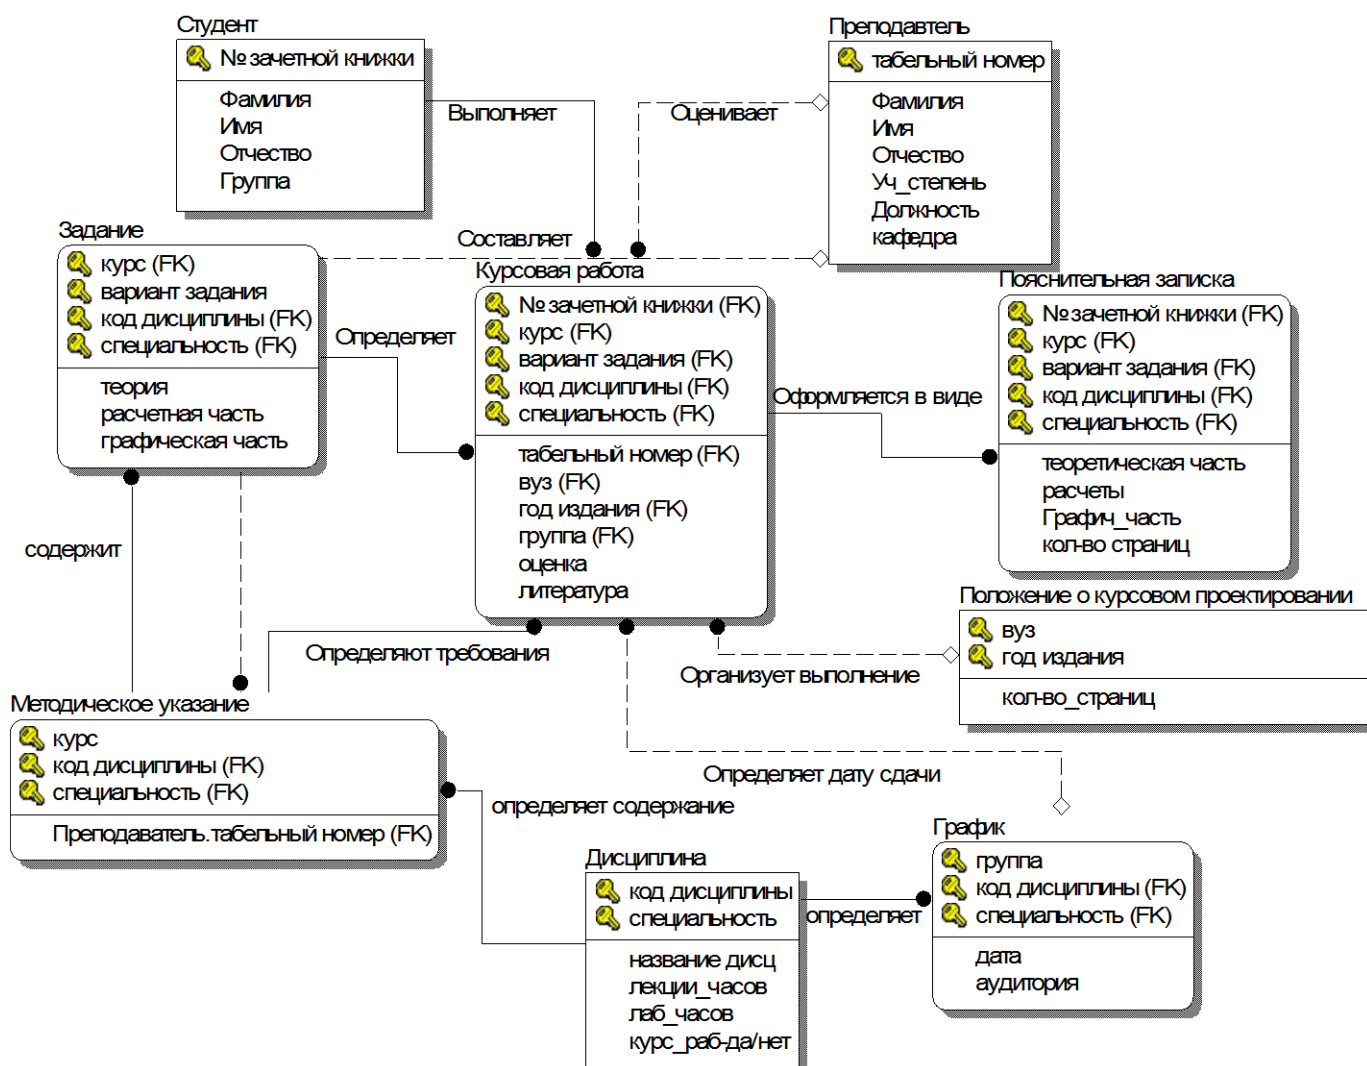 Студент
№ зачетной книжки
Фамилия
Имя
Отчество
Группа
Выполняет
Оценивает
Преподавтель
табельный номер
Фамилия
Имя
Отчество
Уч_степень
Должность
кафедра
Составляет
Задание
курс (FK)
вариант задания
код дисциплины (FK)
специальность (FK)
теория
расчетная часть
графическая часть
Определяет
Курсовая работа
№ зачетной книжки (FK)
курс (FK)
вариант задания (FK)
код дисциплины (FK)
специальность (FK)
табельный номер (FK)
вуз (FK)
год издания (FK)
группа (FK)
оценка
литература
Оформляется в виде
Пояснительная записка
№ зачетной книжки (FK)
курс (FK)
вариант задания (FK)
код дисциплины (FK)
специальность (FK)
теоретическая часть
расчеты
Графич_часть
кол-во страниц
содержит
Определяют требования
Организует выполнение
Положение о курсовом проектировании
вуз
год издания
кол-во_страниц
Методическое указание
курс
код дисциплины (FK)
специальность (FK)
Преподаватель.табельный номер (FK)
определяет содержание
Определяет дату сдачи
Дисциплина
код дисциплины
специальность
название дисц
лекции_часов
лаб_часов
курс_раб-да/нет
определяет
График
группа
код дисциплины (FK)
специальность (FK)
дата
аудитория